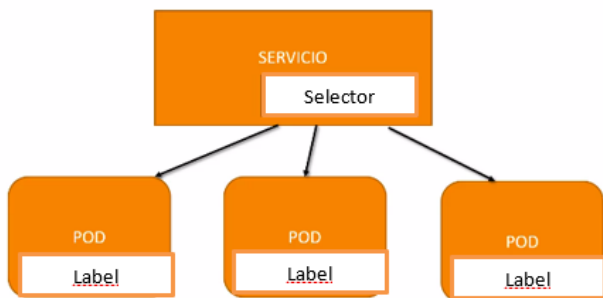 SERVICIO
Selector
POD
POD
POD
Label
Label
Label